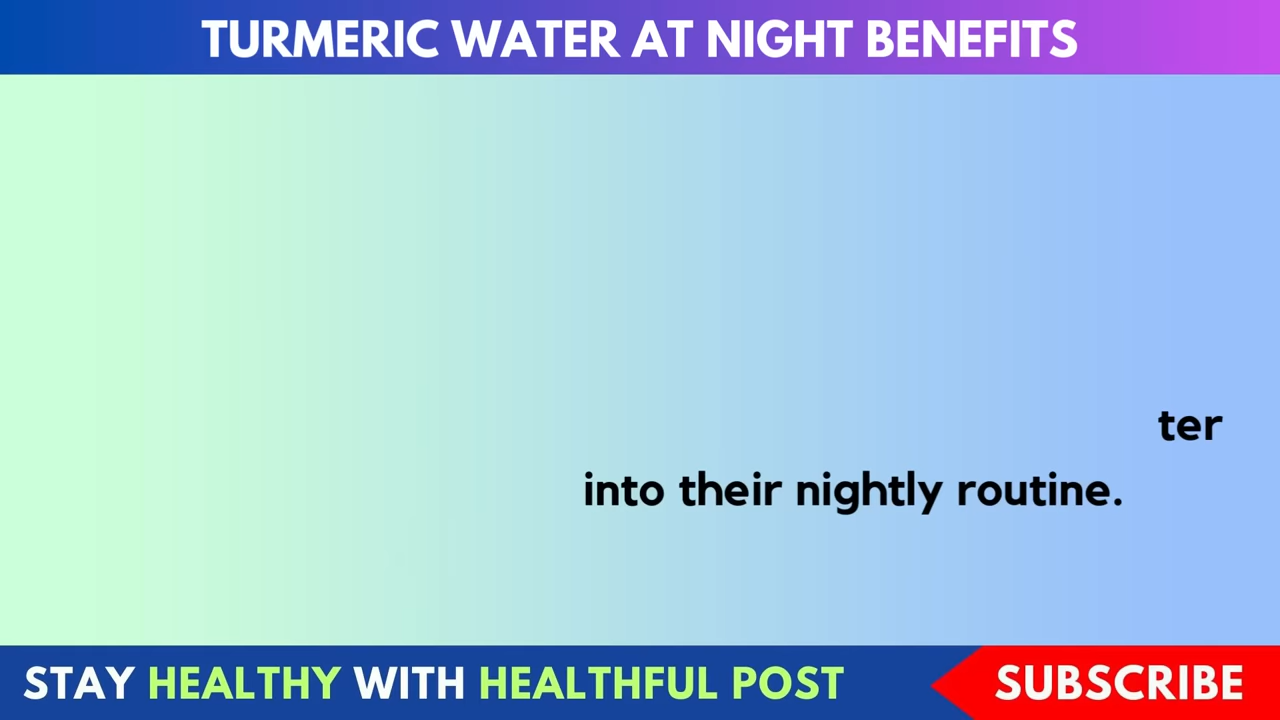 TURMERIC WATER AT NIGHT BENEFITS
ter
into their nightly routine.
STAY HEALTHY WITH HEALTHFUL POST
SUBSCRIBE